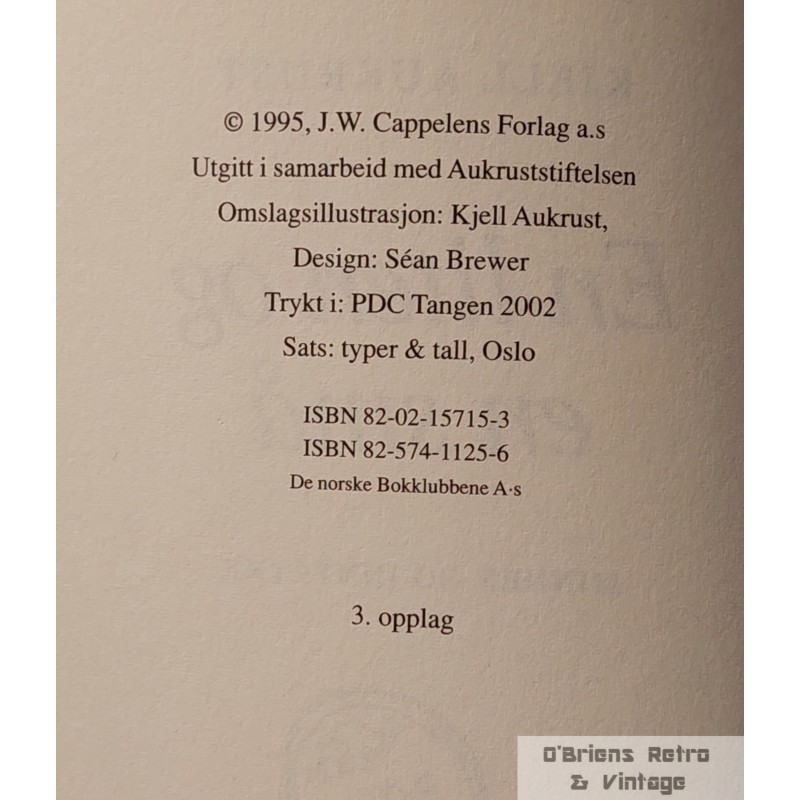 © 1995, J.W. Cappelens Forlag a.s
Utgitt i samarbeid med Aukruststiftelsen
Omslagsillustrasjon: Kjell Aukrust,
Design: Séan Brewer
Trykt i: PDC Tangen 2002
Sats: typer & tall, Oslo
ISBN 82-02-15715-3
ISBN 82-574-1125-6
De norske Bokklubbene A·s
3. opplag
O'Briens Retro
& Vintage